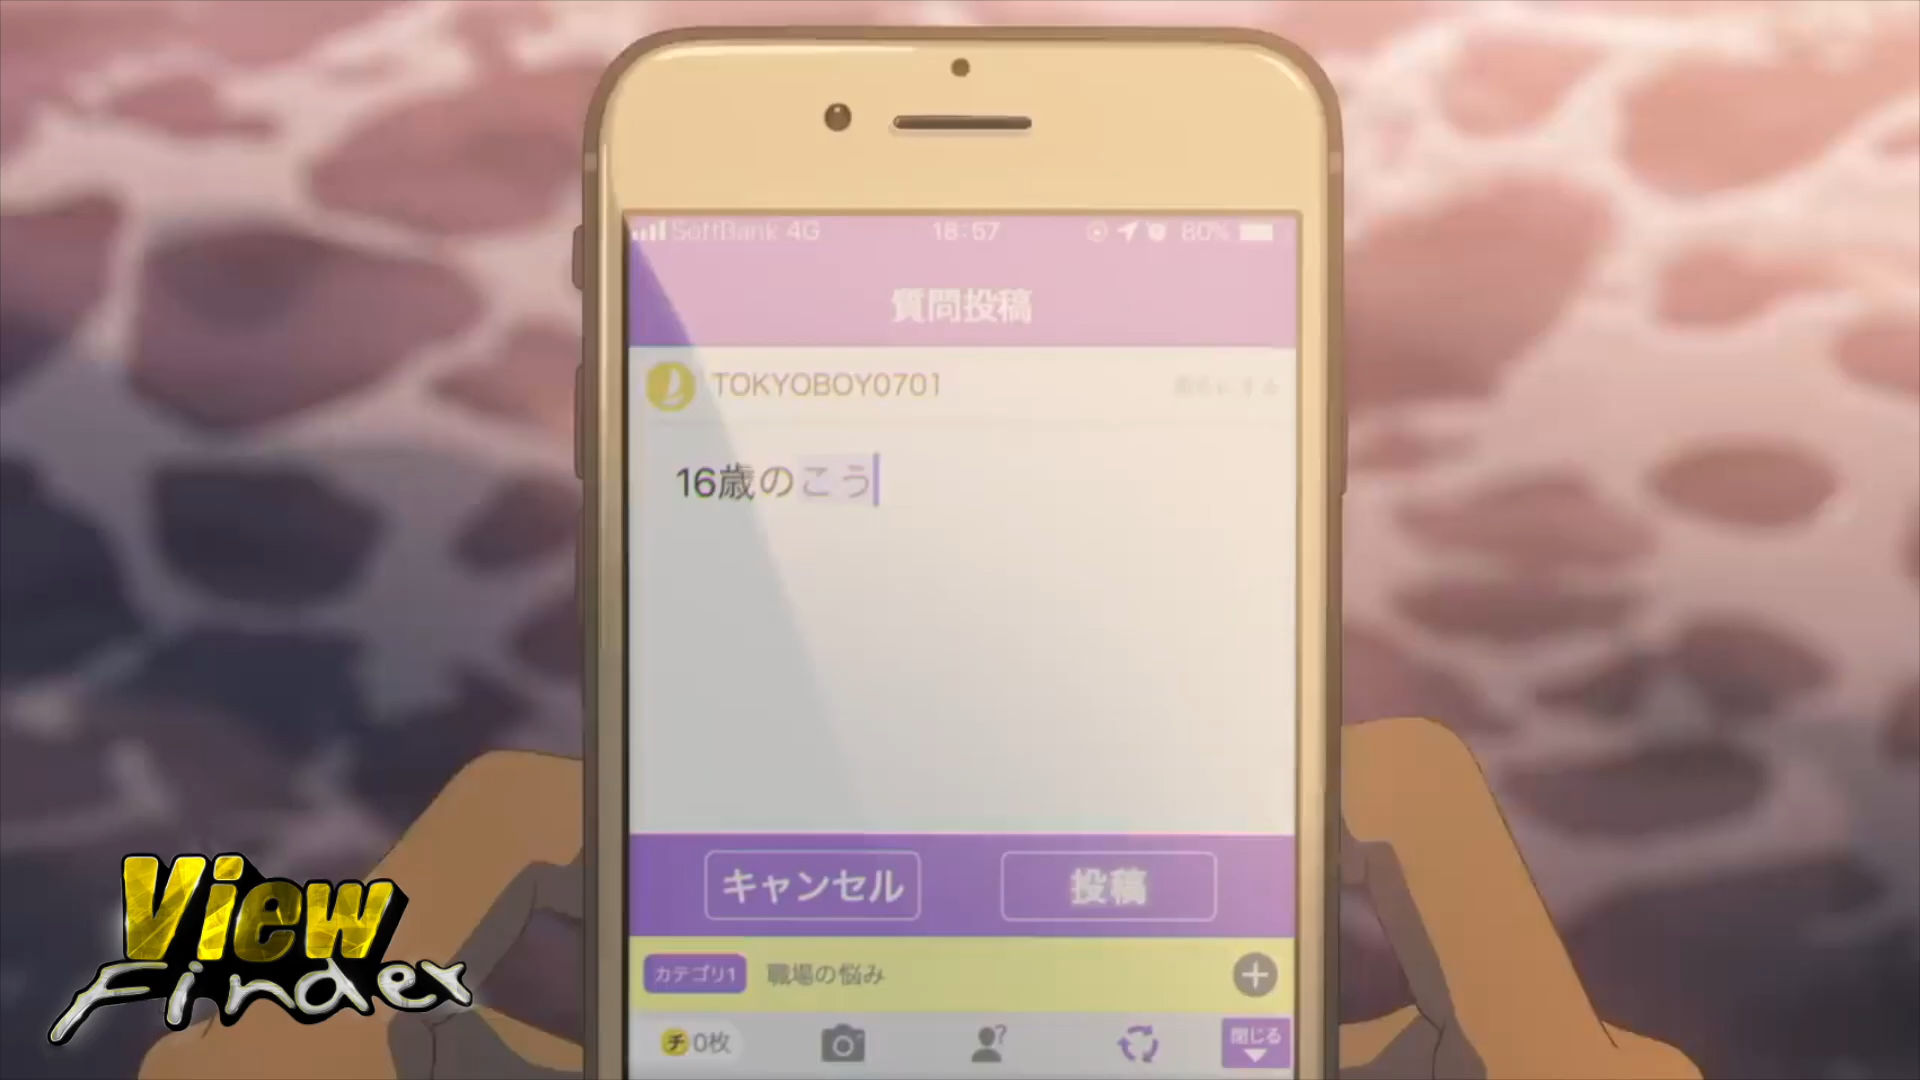 SoftBank 4G 18:57 80%
質問投稿
TOKYOBOY0701
16歳のこう
キャンセル 投稿
カテゴリ1 職場の悩み
チ 0枚 閉じる
View
Finder